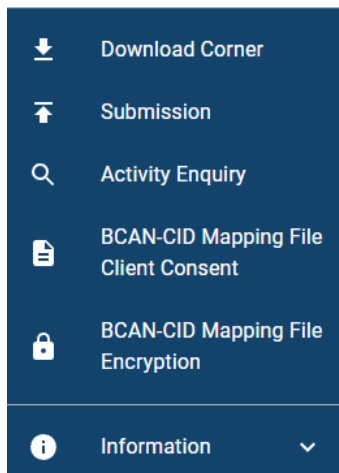 Download Corner
Submission
Activity Enquiry
BCAN-CID Mapping File
Client Consent
BCAN-CID Mapping File
Encryption
Information